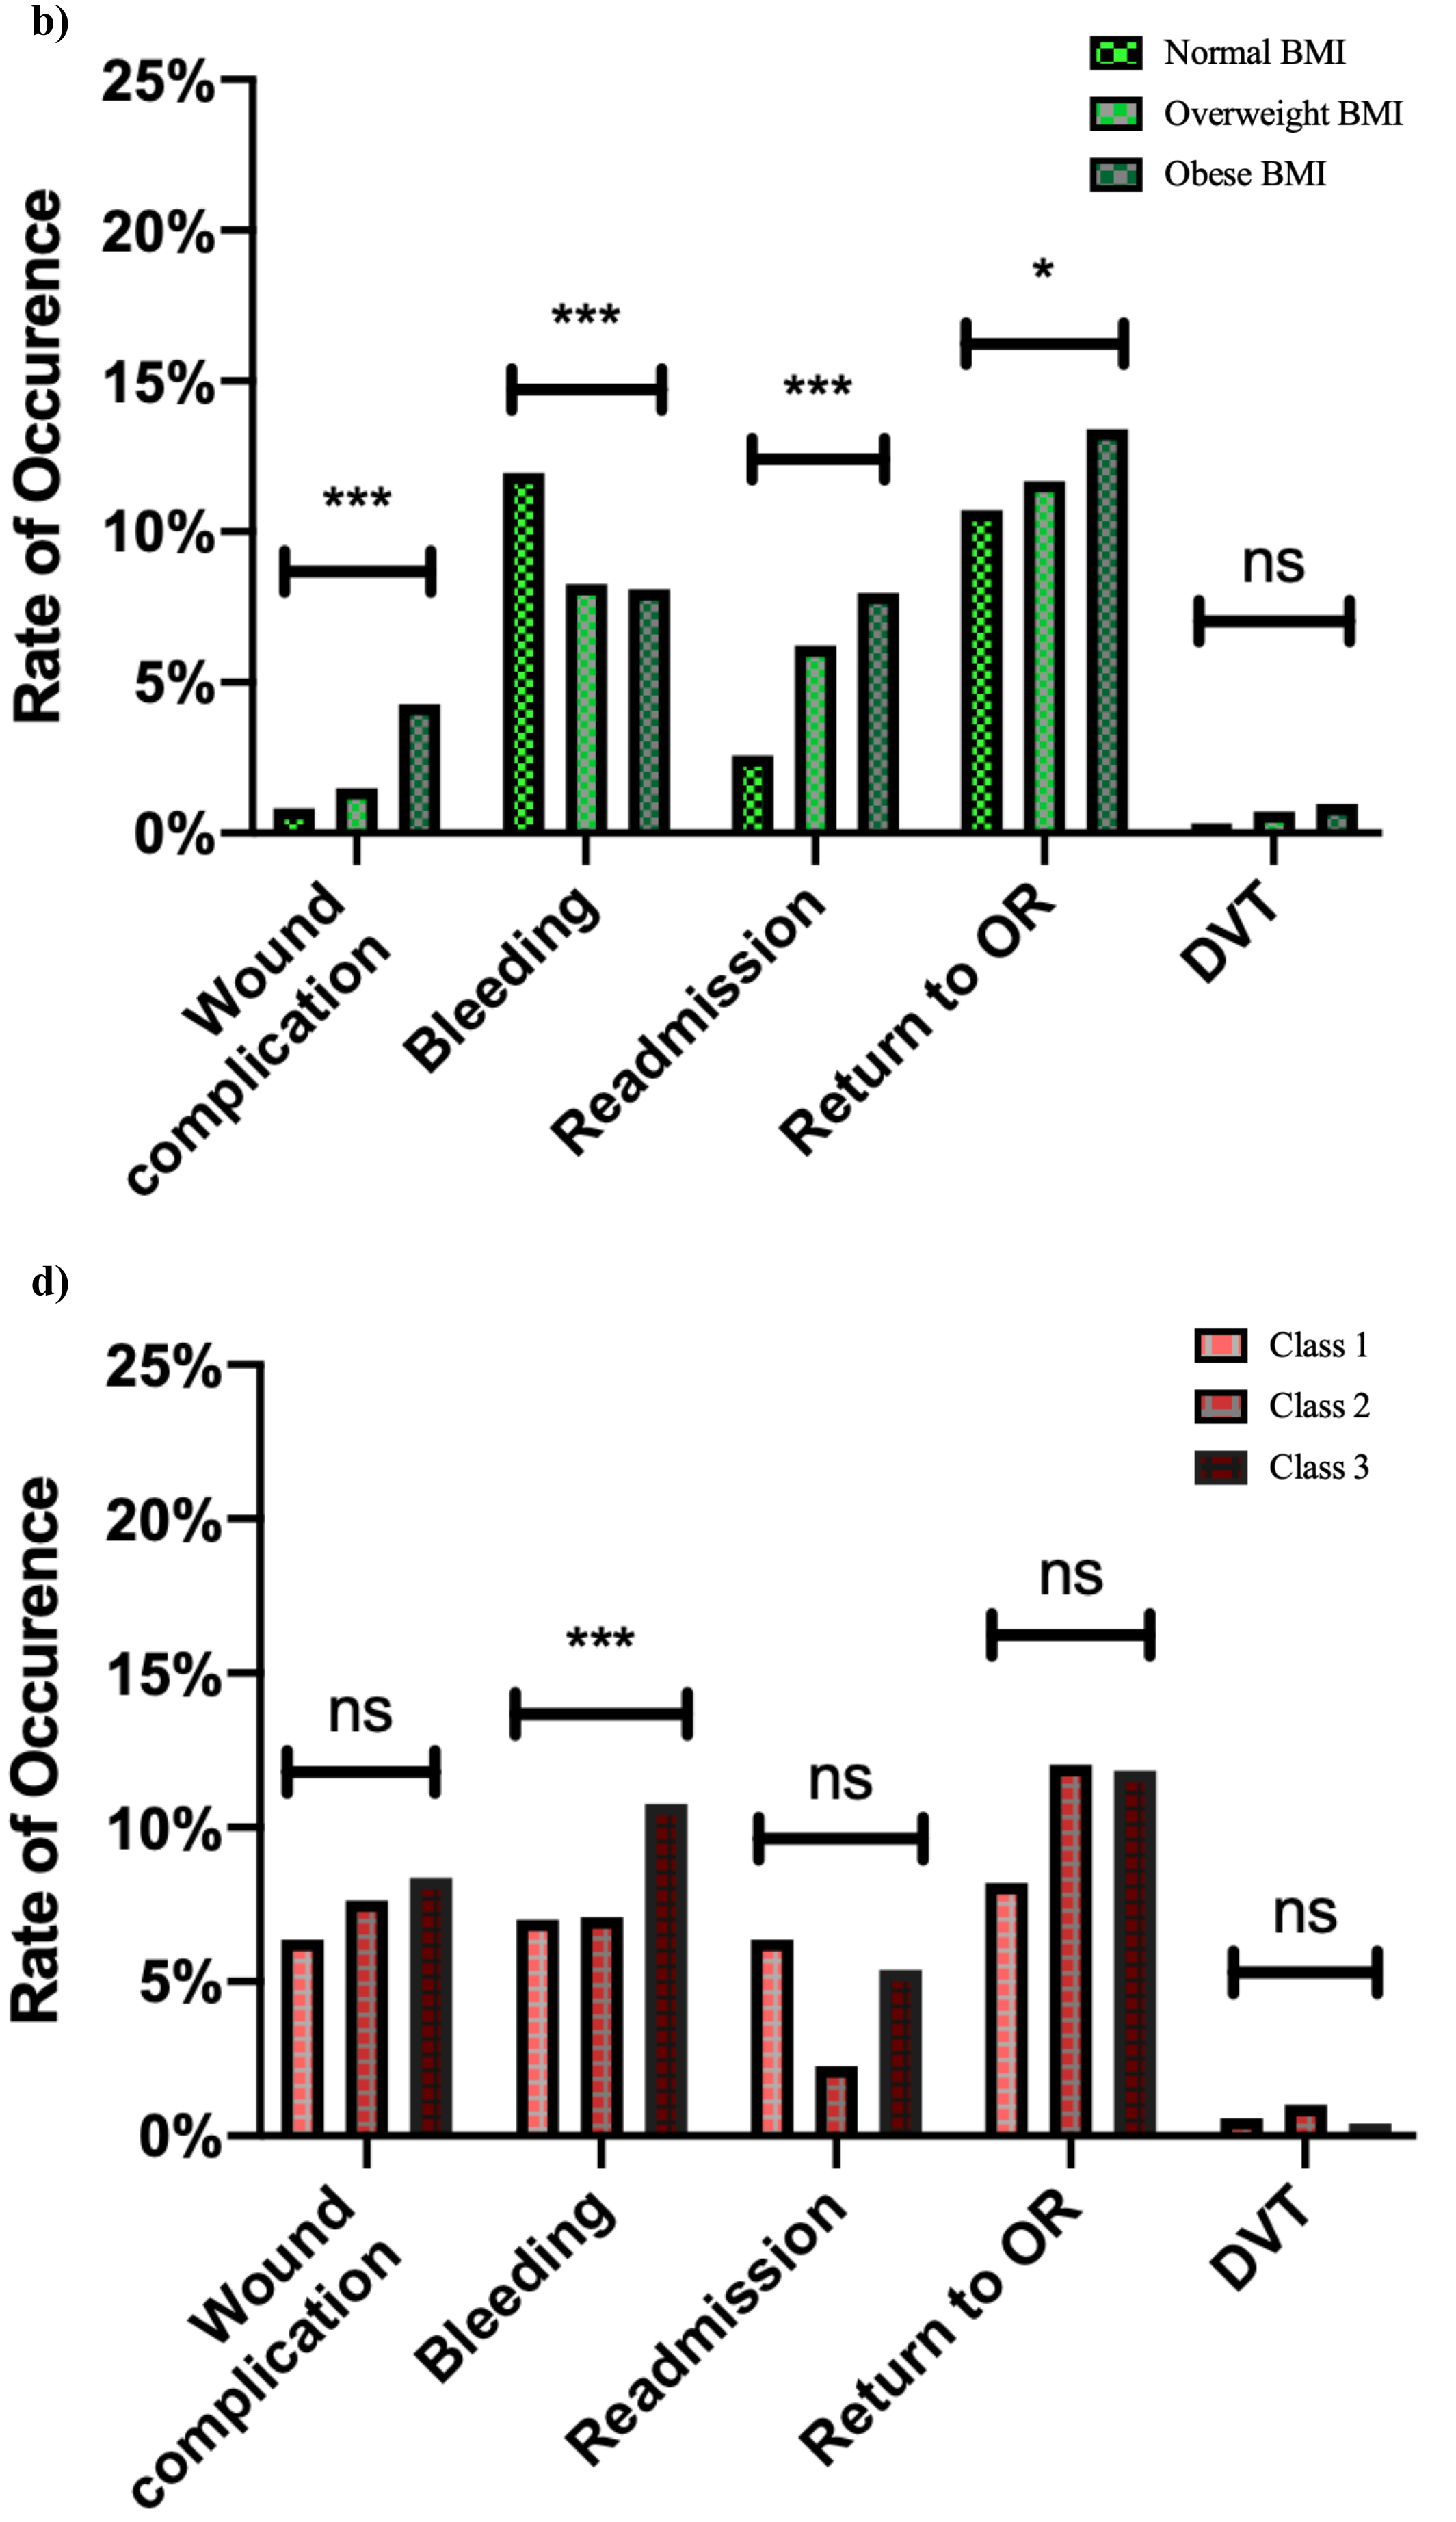 b)
Normal BMI
Overweight BMI
Obese BMI
25%
20%
15%
10%
5%
0%
Rate of Occurence
***
***
***
*
ns
Wound
complication
Bleeding
Readmission
Return to OR
DVT
d)
Class 1
Class 2
Class 3
25%
20%
15%
10%
5%
0%
Rate of Occurence
ns
***
ns
ns
ns
Wound
complication
Bleeding
Readmission
Return to OR
DVT